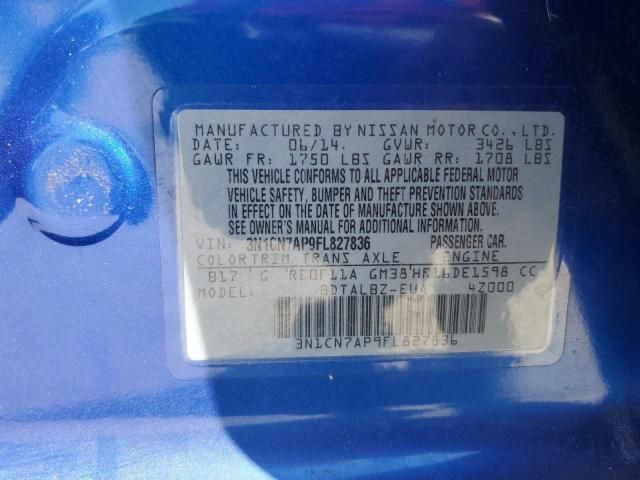 MANUFACTURED BY NISSAN MOTOR CO., LTD.
DATE: 06/14. GVWR: 3426 LBS
GAWR FR: 1750 LBS GAWR RR: 1708 LBS
THIS VEHICLE CONFORMS TO ALL APPLICABLE FEDERAL MOTOR
VEHICLE SAFETY, BUMPER AND THEFT PREVENTION STANDARDS
IN EFFECT ON THE DATE OF MANUFACTURE SHOWN ABOVE.
SEE OWNER'S MANUAL FOR ADDITIONAL INFORMATION.
VIN: 3N1CN7AP9FL827836 PASSENGER CAR.
COLOR TRIM TRANS AXLE ENGINE
B17 G RE0F11A GM38 HR16DE1598 CC
MODEL: BDTALBZ-EUA 4Z000
3N1CN7AP9FL827836